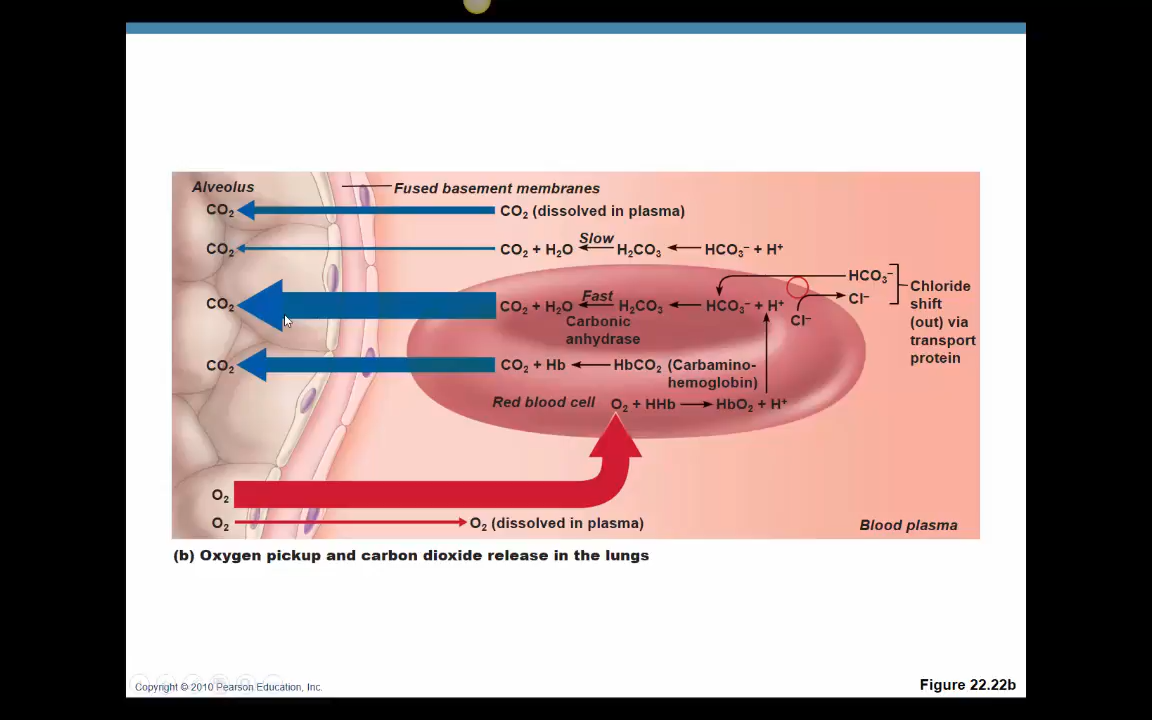 Alveolus
Fused basement membranes
CO₂
CO₂ (dissolved in plasma)
Slow
CO₂
CO₂ + H₂O
H₂CO₃
HCO₃⁻ + H⁺
HCO₃⁻
Cl⁻
Chloride
shift
(out) via
transport
protein
Fast
CO₂
CO₂ + H₂O
H₂CO₃
HCO₃⁻ + H⁺
Cl⁻
Carbonic
anhydrase
CO₂
CO₂ + Hb
HbCO₂ (Carbamino-
hemoglobin)
Red blood cell
O₂ + HHb
HbO₂ + H⁺
O₂
O₂
O₂ (dissolved in plasma)
Blood plasma
(b) Oxygen pickup and carbon dioxide release in the lungs
Copyright © 2010 Pearson Education, Inc.
Figure 22.22b